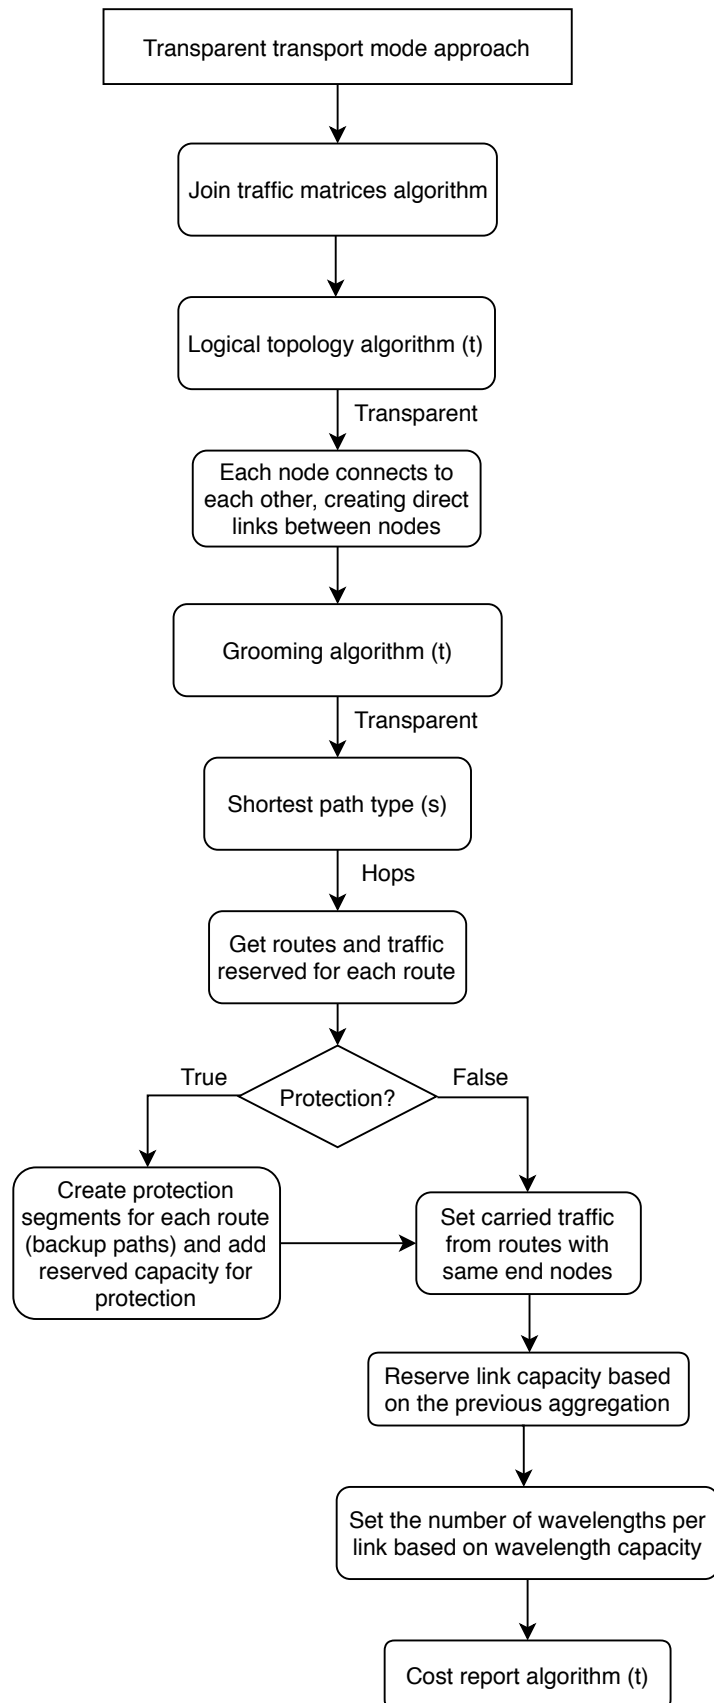 Transparent transport mode approach
Join traffic matrices algorithm
Logical topology algorithm (t)
Transparent
Each node connects to
each other, creating direct
links between nodes
Grooming algorithm (t)
Transparent
Shortest path type (s)
Hops
Get routes and traffic
reserved for each route
True
Protection?
False
Create protection
segments for each route
(backup paths) and add
reserved capacity for
protection
Set carried traffic
from routes with
same end nodes
Reserve link capacity based
on the previous aggregation
Set the number of wavelengths per
link based on wavelength capacity
Cost report algorithm (t)